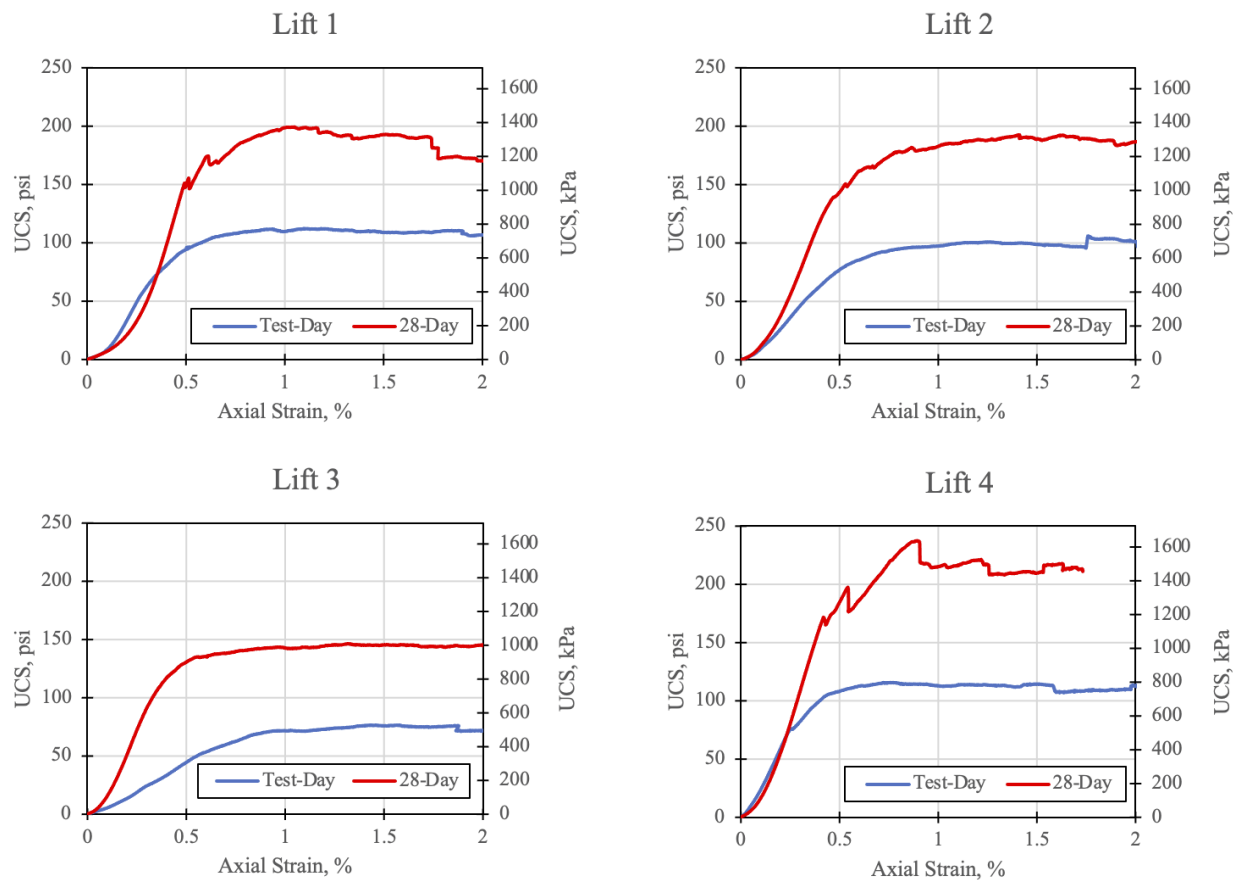 Lift 1
250
200
150
100
50
0
UCS, psi
1600
1400
1200
1000
800
600
400
200
0
UCS, kPa
Test-Day 28-Day
0 0.5 1 1.5 2
Axial Strain, %
Lift 2
250
200
150
100
50
0
UCS, psi
1600
1400
1200
1000
800
600
400
200
0
UCS, kPa
Test-Day 28-Day
0 0.5 1 1.5 2
Axial Strain, %
Lift 3
250
200
150
100
50
0
UCS, psi
1600
1400
1200
1000
800
600
400
200
0
UCS, kPa
Test-Day 28-Day
0 0.5 1 1.5 2
Axial Strain, %
Lift 4
250
200
150
100
50
0
UCS, psi
1600
1400
1200
1000
800
600
400
200
0
UCS, kPa
Test-Day 28-Day
0 0.5 1 1.5 2
Axial Strain, %